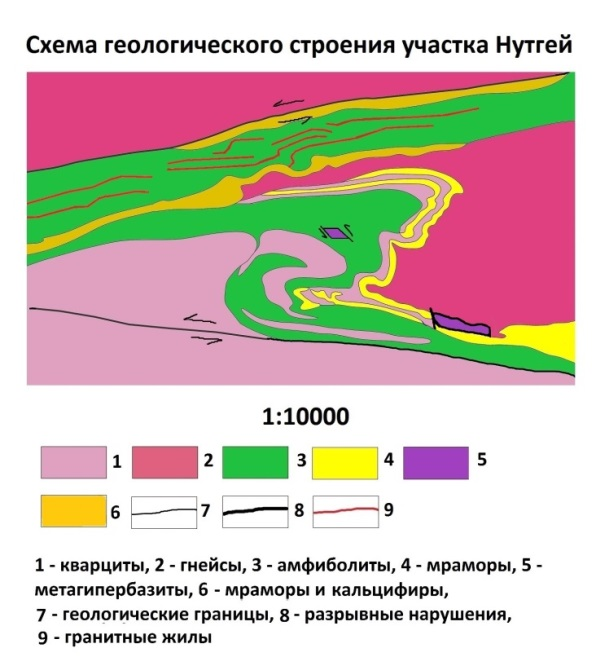 Схема геологического строения участка Нутгей
1:10000
1 2 3 4 5
6 7 8 9
1 - кварциты, 2 - гнейсы, 3 - амфиболиты, 4 - мраморы, 5 -
метагипербазиты, 6 - мраморы и кальцифиры,
7 - геологические границы, 8 - разрывные нарушения,
9 - гранитные жилы